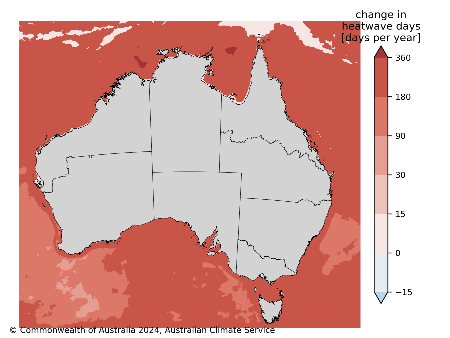 change in
heatwave days
[days per year]
360
180
90
30
15
0
−15
© Commonwealth of Australia 2024, Australian Climate Service